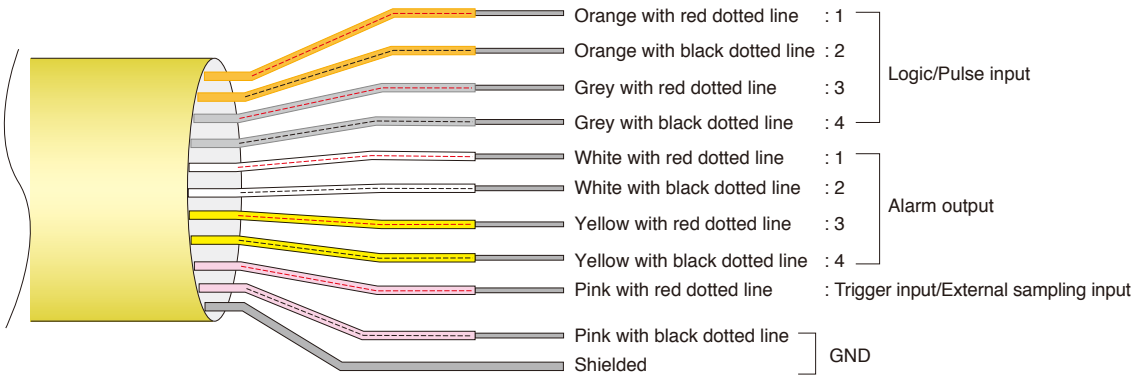 Orange with red dotted line : 1
Orange with black dotted line : 2
Logic/Pulse input
Grey with red dotted line : 3
Grey with black dotted line : 4
White with red dotted line : 1
White with black dotted line : 2
Alarm output
Yellow with red dotted line : 3
Yellow with black dotted line : 4
Pink with red dotted line : Trigger input/External sampling input
Pink with black dotted line
GND
Shielded